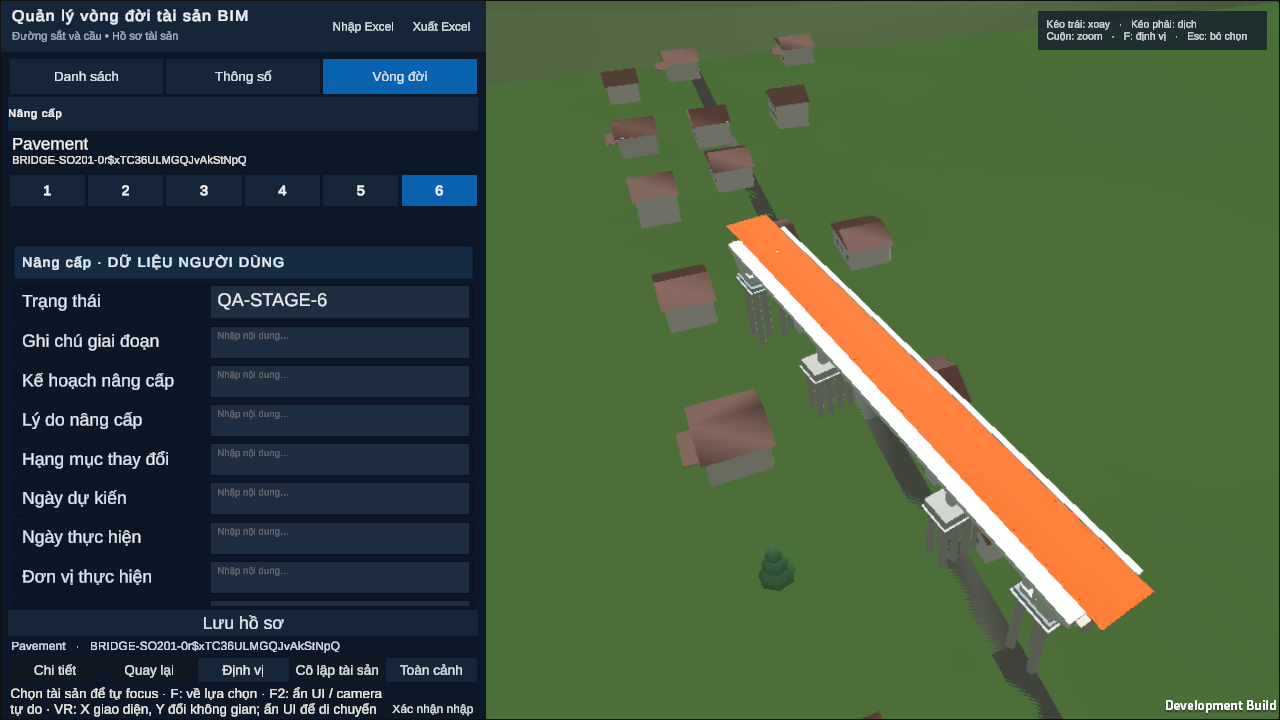 Quản lý vòng đời tài sản BIM
Đường sắt và cầu • Hồ sơ tài sản
Nhập Excel
Xuất Excel
Danh sách
Thông số
Vòng đời
Nâng cấp
Pavement
BRIDGE-SO201-0r$xTC36ULMGQJvAkStNpQ
1
2
3
4
5
6
Nâng cấp · DỮ LIỆU NGƯỜI DÙNG
Trạng thái
QA-STAGE-6
Ghi chú giai đoạn
Nhập nội dung...
Kế hoạch nâng cấp
Nhập nội dung...
Lý do nâng cấp
Nhập nội dung...
Hạng mục thay đổi
Nhập nội dung...
Ngày dự kiến
Nhập nội dung...
Ngày thực hiện
Nhập nội dung...
Đơn vị thực hiện
Nhập nội dung...
Lưu hồ sơ
Pavement · BRIDGE-SO201-0r$xTC36ULMGQJvAkStNpQ
Chi tiết
Quay lại
Định vị
Cô lập tài sản
Toàn cảnh
Chọn tài sản để tự focus · F: về lựa chọn · F2: ẩn UI / camera
tự do · VR: X giao diện, Y đổi không gian; ẩn UI để di chuyển
Xác nhận nhập
Kéo trái: xoay · Kéo phải: dịch
Cuộn: zoom · F: định vị · Esc: bỏ chọn
Development Build